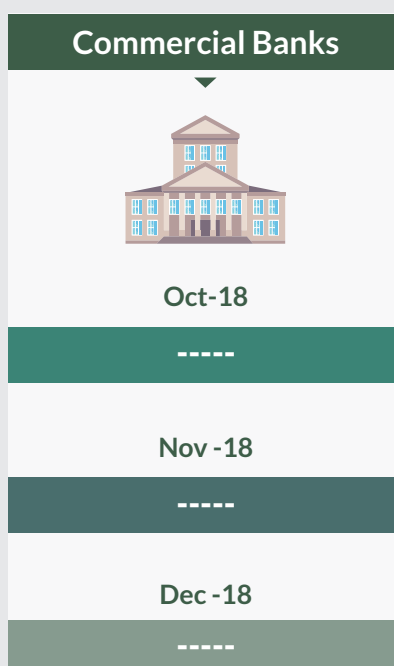 Commercial Banks
Oct-18
-----
Nov -18
-----
Dec -18
-----